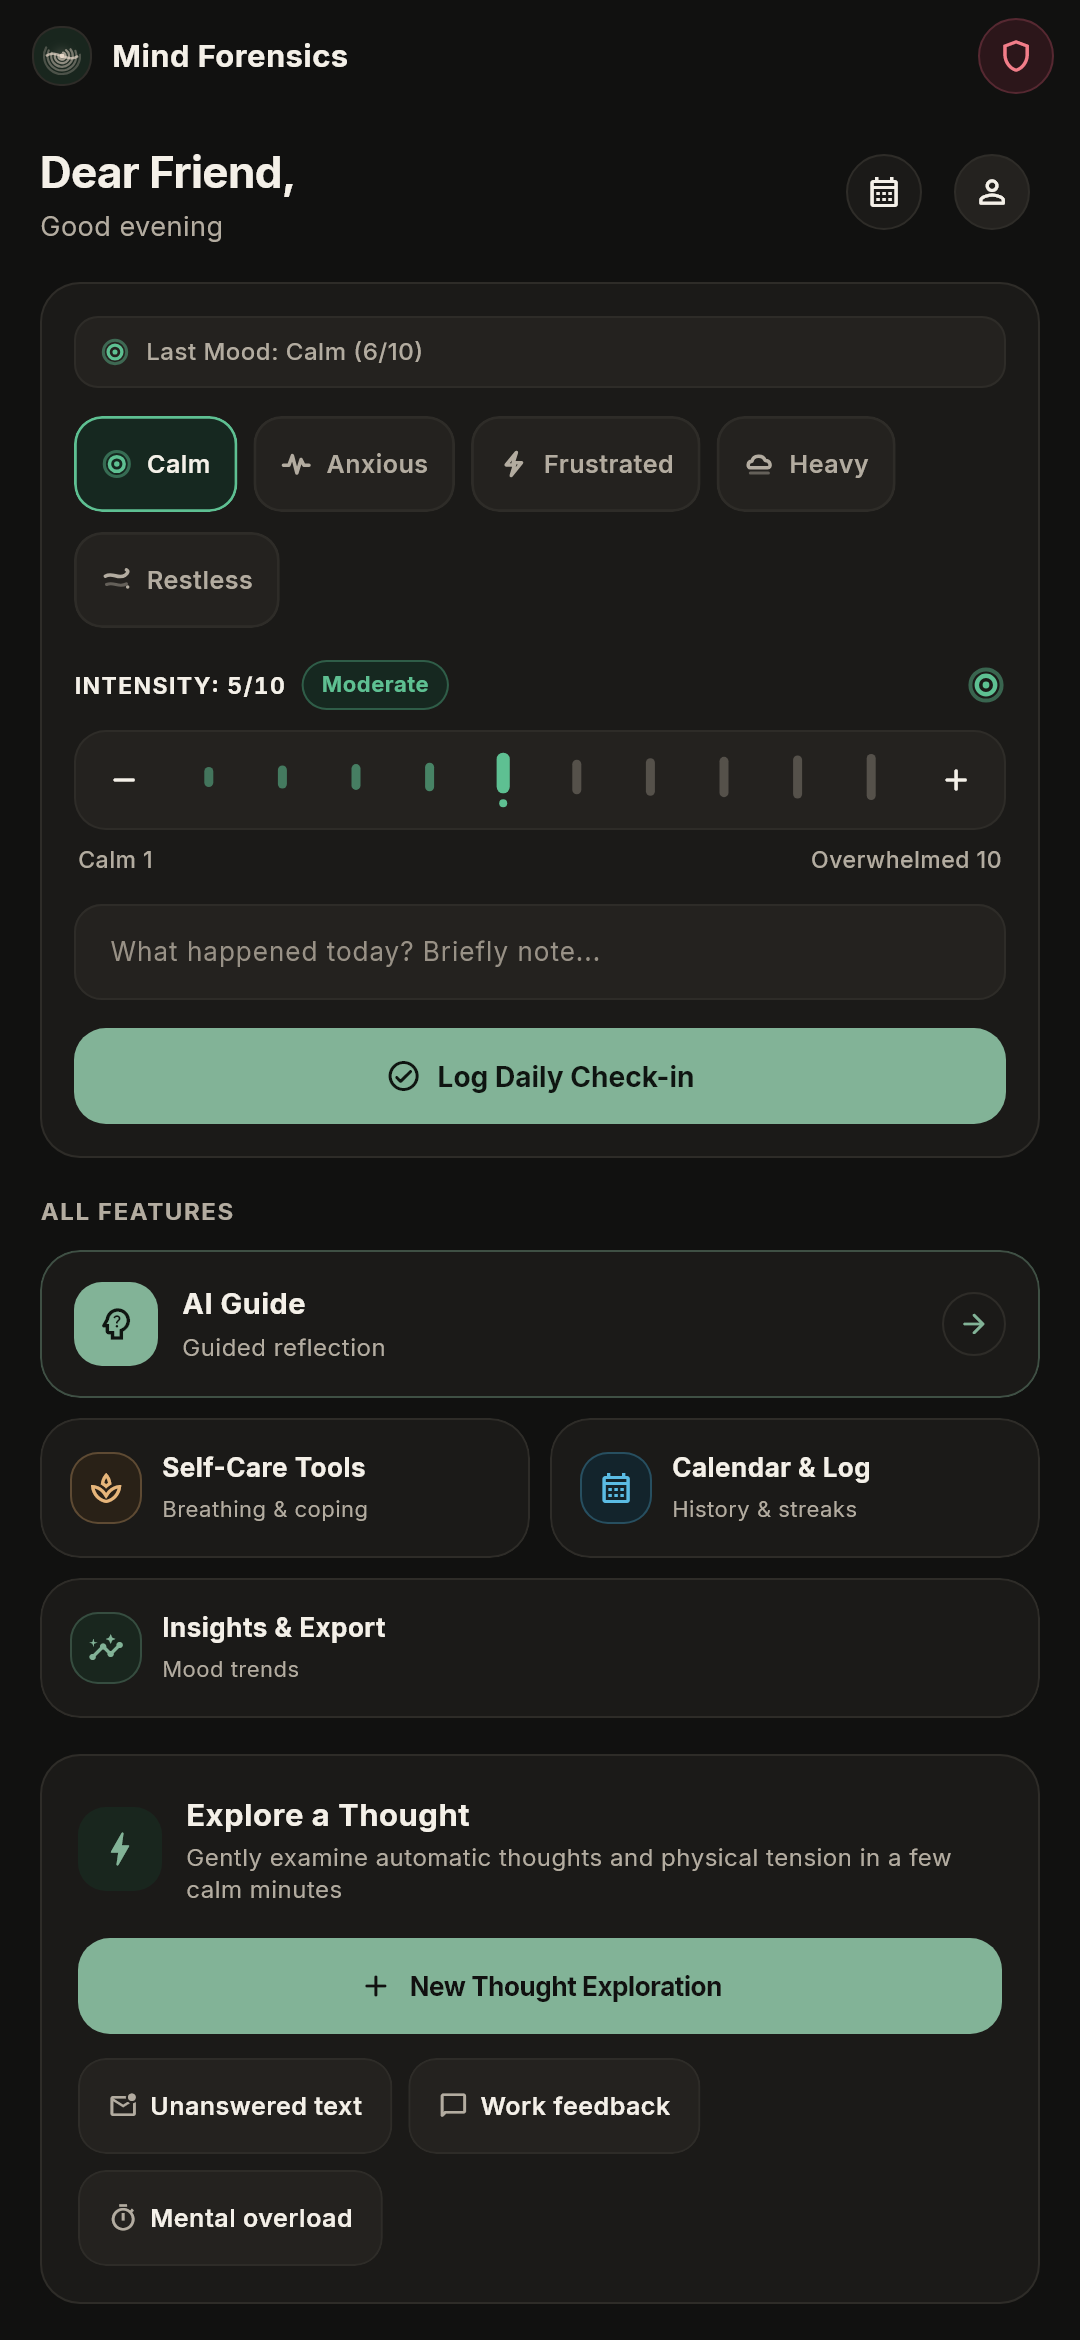 Mind Forensics
Dear Friend,
Good evening
Last Mood: Calm (6/10)
Calm
Anxious
Frustrated
Heavy
Restless
INTENSITY: 5/10
Moderate
Calm 1
Overwhelmed 10
What happened today? Briefly note...
Log Daily Check-in
ALL FEATURES
AI Guide
Guided reflection
Self-Care Tools
Breathing & coping
Calendar & Log
History & streaks
Insights & Export
Mood trends
Explore a Thought
Gently examine automatic thoughts and physical tension in a few
calm minutes
New Thought Exploration
Unanswered text
Work feedback
Mental overload